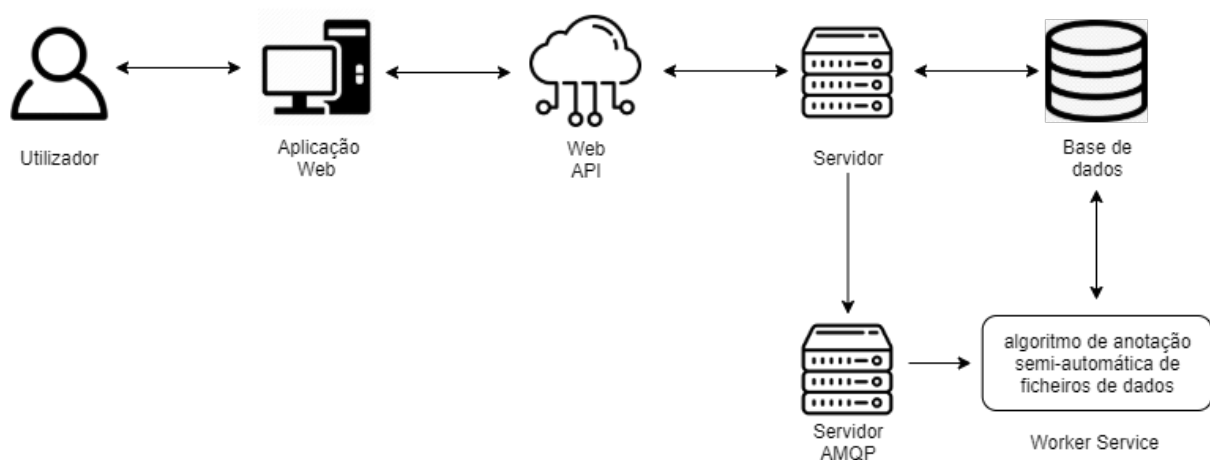 Utilizador
Aplicação
Web
Web
API
Servidor
Base de
dados
algoritmo de anotação
semi-automática de
ficheiros de dados
Servidor
AMQP
Worker Service